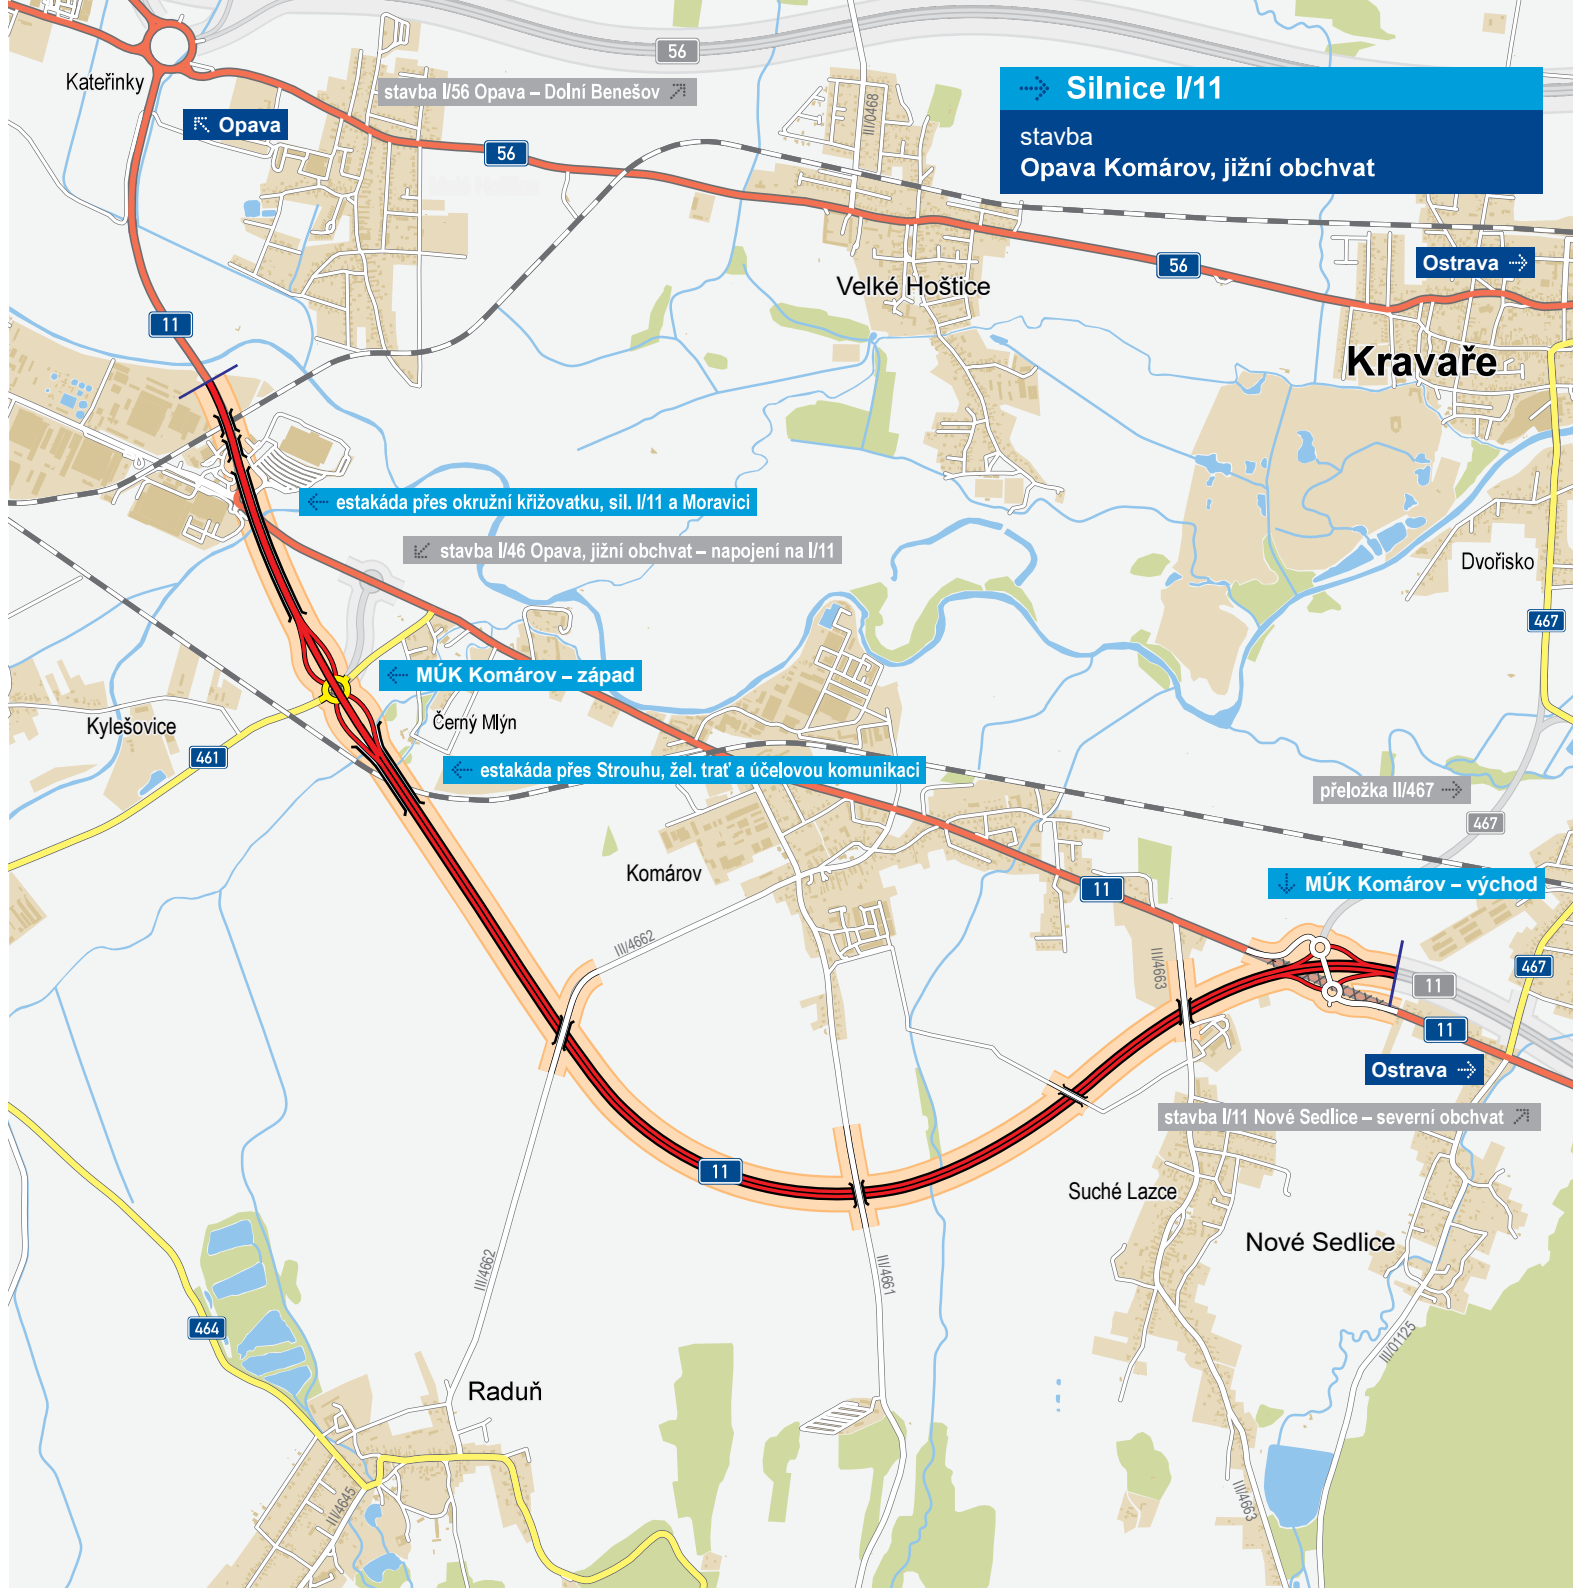 56
Kateřinky
stavba I/56 Opava – Dolní Benešov
Silnice I/11
Opava
III/0468
stavba
Opava Komárov, jižní obchvat
56
Ostrava
56
Velké Hoštice
11
Kravaře
estakáda přes okružní křižovatku, sil. I/11 a Moravici
stavba I/46 Opava, jižní obchvat – napojení na I/11
Dvořisko
467
MÚK Komárov – západ
Kylešovice
Černý Mlýn
461
estakáda přes Strouhu, žel. trať a účelovou komunikaci
přeložka II/467
467
Komárov
11
MÚK Komárov – východ
III/4662
III/4663
467
11
11
Ostrava
stavba I/11 Nové Sedlice – severní obchvat
11
Suché Lazce
Nové Sedlice
III/4662
III/4661
464
III/01125
Raduň
III/4645
III/4663